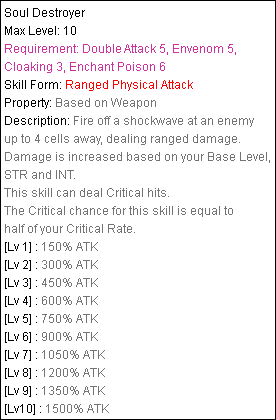 Soul Destroyer
Max Level: 10
Requirement: Double Attack 5, Envenom 5,
Cloaking 3, Enchant Poison 6
Skill Form: Ranged Physical Attack
Property: Based on Weapon
Description: Fire off a shockwave at an enemy
up to 4 cells away, dealing ranged damage.
Damage is increased based on your Base Level,
STR and INT.
This skill can deal Critical hits.
The Critical chance for this skill is equal to
half of your Critical Rate.
[Lv 1] : 150% ATK
[Lv 2] : 300% ATK
[Lv 3] : 450% ATK
[Lv 4] : 600% ATK
[Lv 5] : 750% ATK
[Lv 6] : 900% ATK
[Lv 7] : 1050% ATK
[Lv 8] : 1200% ATK
[Lv 9] : 1350% ATK
[Lv10] : 1500% ATK